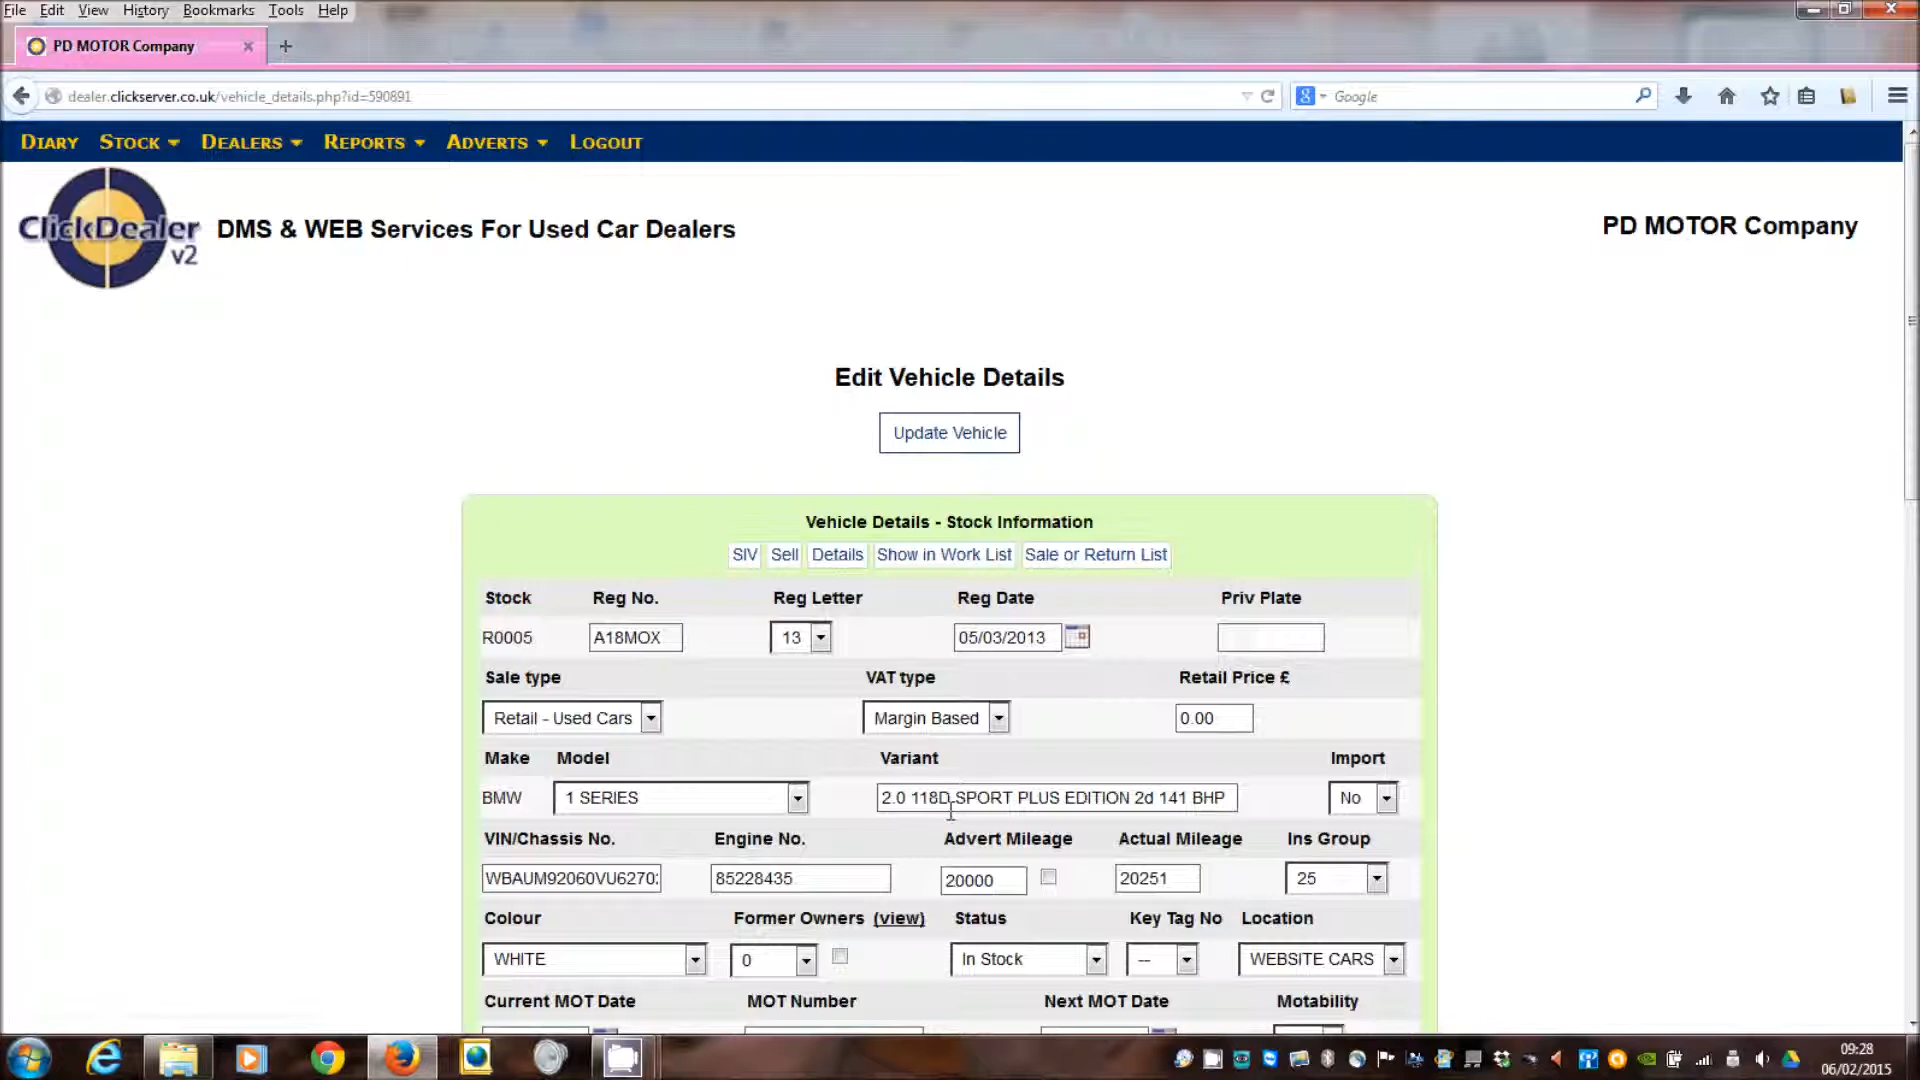 File Edit View History Bookmarks Tools Help
PD MOTOR Company
dealer.clickserver.co.uk/vehicle_details.php?id=590891
Google
DIARY STOCK DEALERS REPORTS ADVERTS LOGOUT
ClickDealer v2
DMS & WEB Services For Used Car Dealers
PD MOTOR Company
Edit Vehicle Details
Update Vehicle
Vehicle Details - Stock Information
SIV Sell Details Show in Work List Sale or Return List
Stock Reg No. Reg Letter Reg Date Priv Plate
R0005 A18MOX 13 05/03/2013
Sale type VAT type Retail Price £
Retail - Used Cars Margin Based 0.00
Make Model Variant Import
BMW 1 SERIES 2.0 118D SPORT PLUS EDITION 2d 141 BHP No
VIN/Chassis No. Engine No. Advert Mileage Actual Mileage Ins Group
WBAUM92060VU6270 85228435 20000 20251 25
Colour Former Owners (view) Status Key Tag No Location
WHITE 0 In Stock -- WEBSITE CARS
Current MOT Date MOT Number Next MOT Date Motability
09:28
06/02/2015